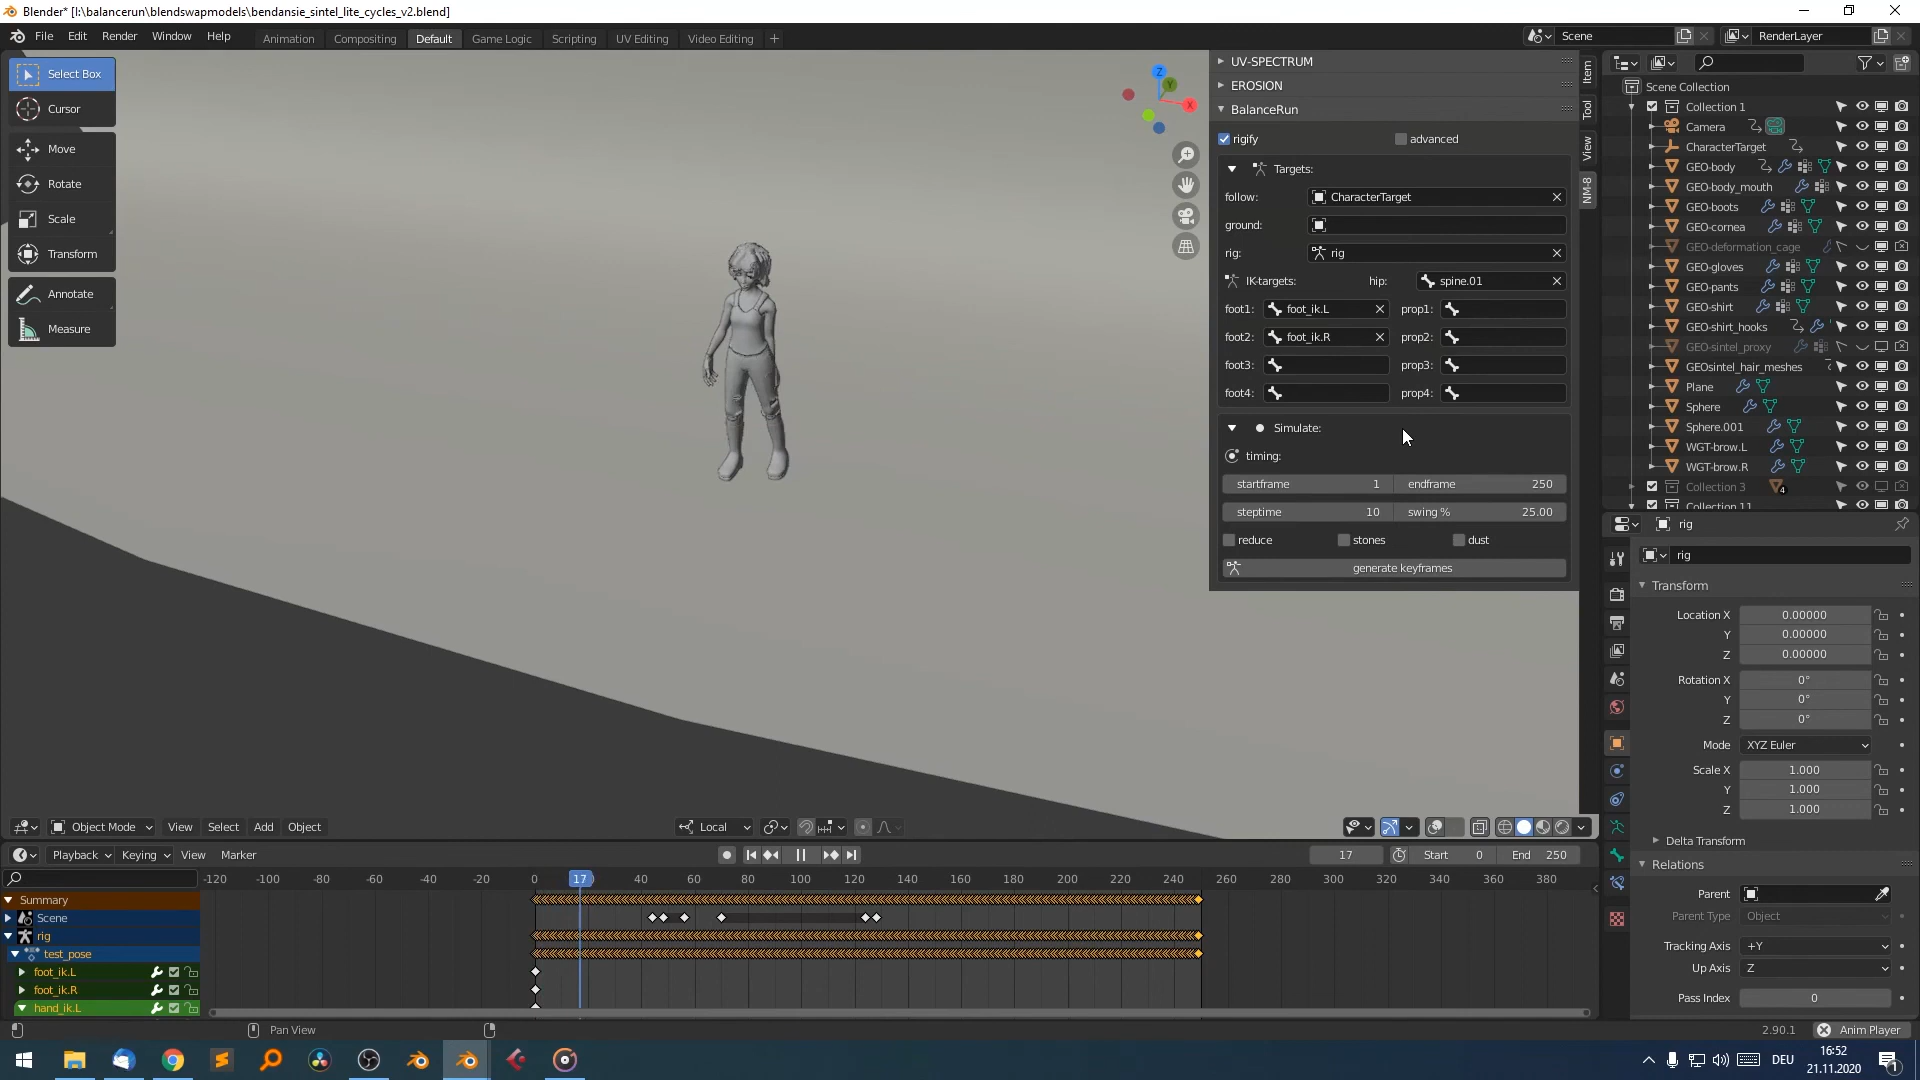 Blender* [I:\balancerun\blendswapmodels\bendansie_sintel_lite_cycles_v2.blend]
File Edit Render Window Help
Animation Compositing Default Game Logic Scripting UV Editing Video Editing +
Scene
RenderLayer
Select Box
Cursor
Move
Rotate
Scale
Transform
Annotate
Measure
Z
Y
X
UV-SPECTRUM
EROSION
BalanceRun
rigify advanced
Targets:
follow: CharacterTarget
ground:
rig: rig
IK-targets: hip: spine.01
foot1: foot_ik.L prop1:
foot2: foot_ik.R prop2:
foot3: prop3:
foot4: prop4:
Simulate:
timing:
startframe 1 endframe 250
steptime 10 swing % 25.00
reduce stones dust
generate keyframes
Item
Tool
View
NM-8
Scene Collection
Collection 1
Camera
CharacterTarget
GEO-body
GEO-body_mouth
GEO-boots
GEO-cornea
GEO-deformation_cage
GEO-gloves
GEO-pants
GEO-shirt
GEO-shirt_hooks
GEO-sintel_proxy
GEOsintel_hair_meshes
Plane
Sphere
Sphere.001
WGT-brow.L
WGT-brow.R
Collection 3 4
Collection 11
rig
rig
Transform
Location X 0.00000
Y 0.00000
Z 0.00000
Rotation X 0°
Y 0°
Z 0°
Mode XYZ Euler
Scale X 1.000
Y 1.000
Z 1.000
Delta Transform
Relations
Parent
Parent Type Object
Tracking Axis +Y
Up Axis Z
Pass Index 0
Object Mode View Select Add Object
Local
Playback Keying View Marker
17 Start 0 End 250
-120 -100 -80 -60 -40 -20 0 17 40 60 80 100 120 140 160 180 200 220 240 260 280 300 320 340 360 380
Summary
Scene
rig
test_pose
foot_ik.L
foot_ik.R
hand_ik.L
Pan View
2.90.1 Anim Player
DEU
16:52
21.11.2020
1